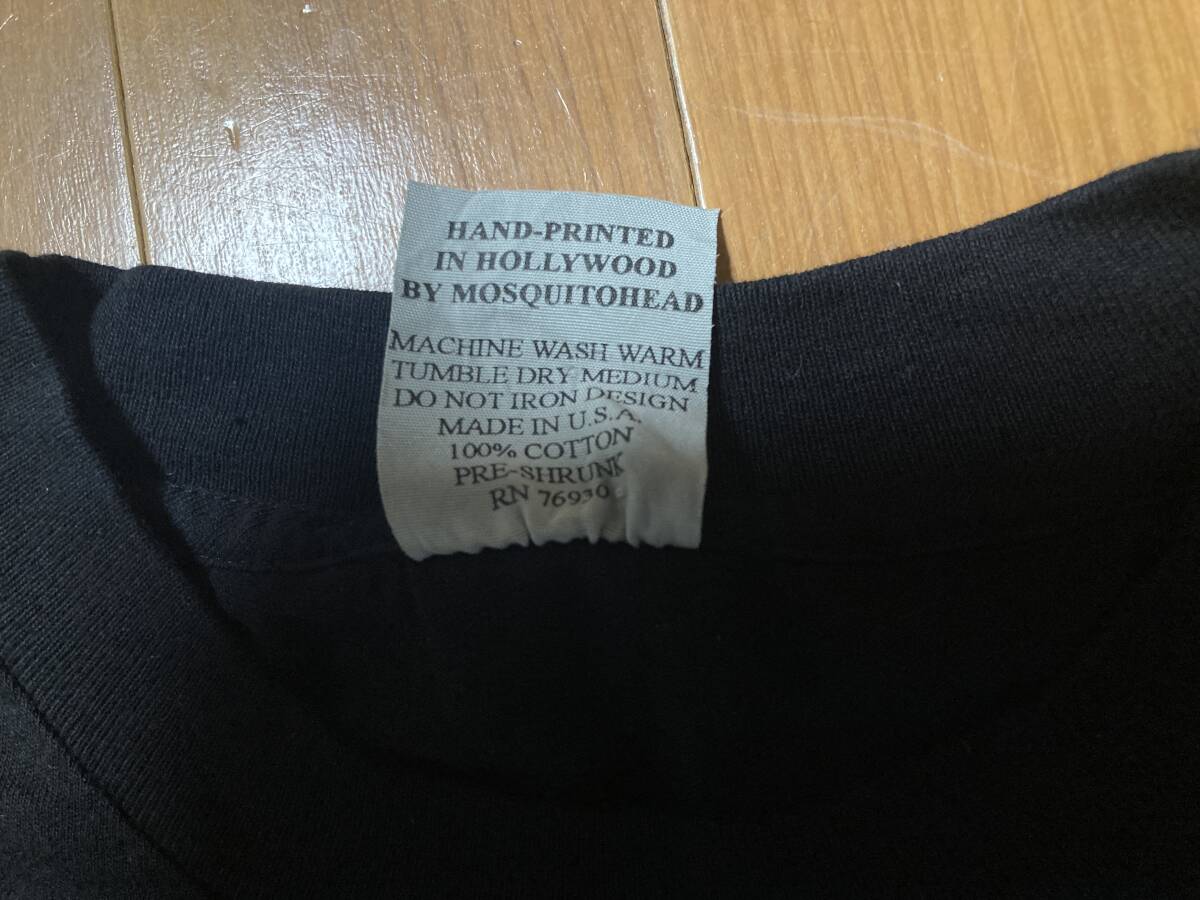 HAND-PRINTED
IN HOLLYWOOD
BY MOSQUITOHEAD
MACHINE WASH WARM
TUMBLE DRY MEDIUM
DO NOT IRON DESIGN
MADE IN U.S.A.
100% COTTON
PRE-SHRUNK
RN 76930